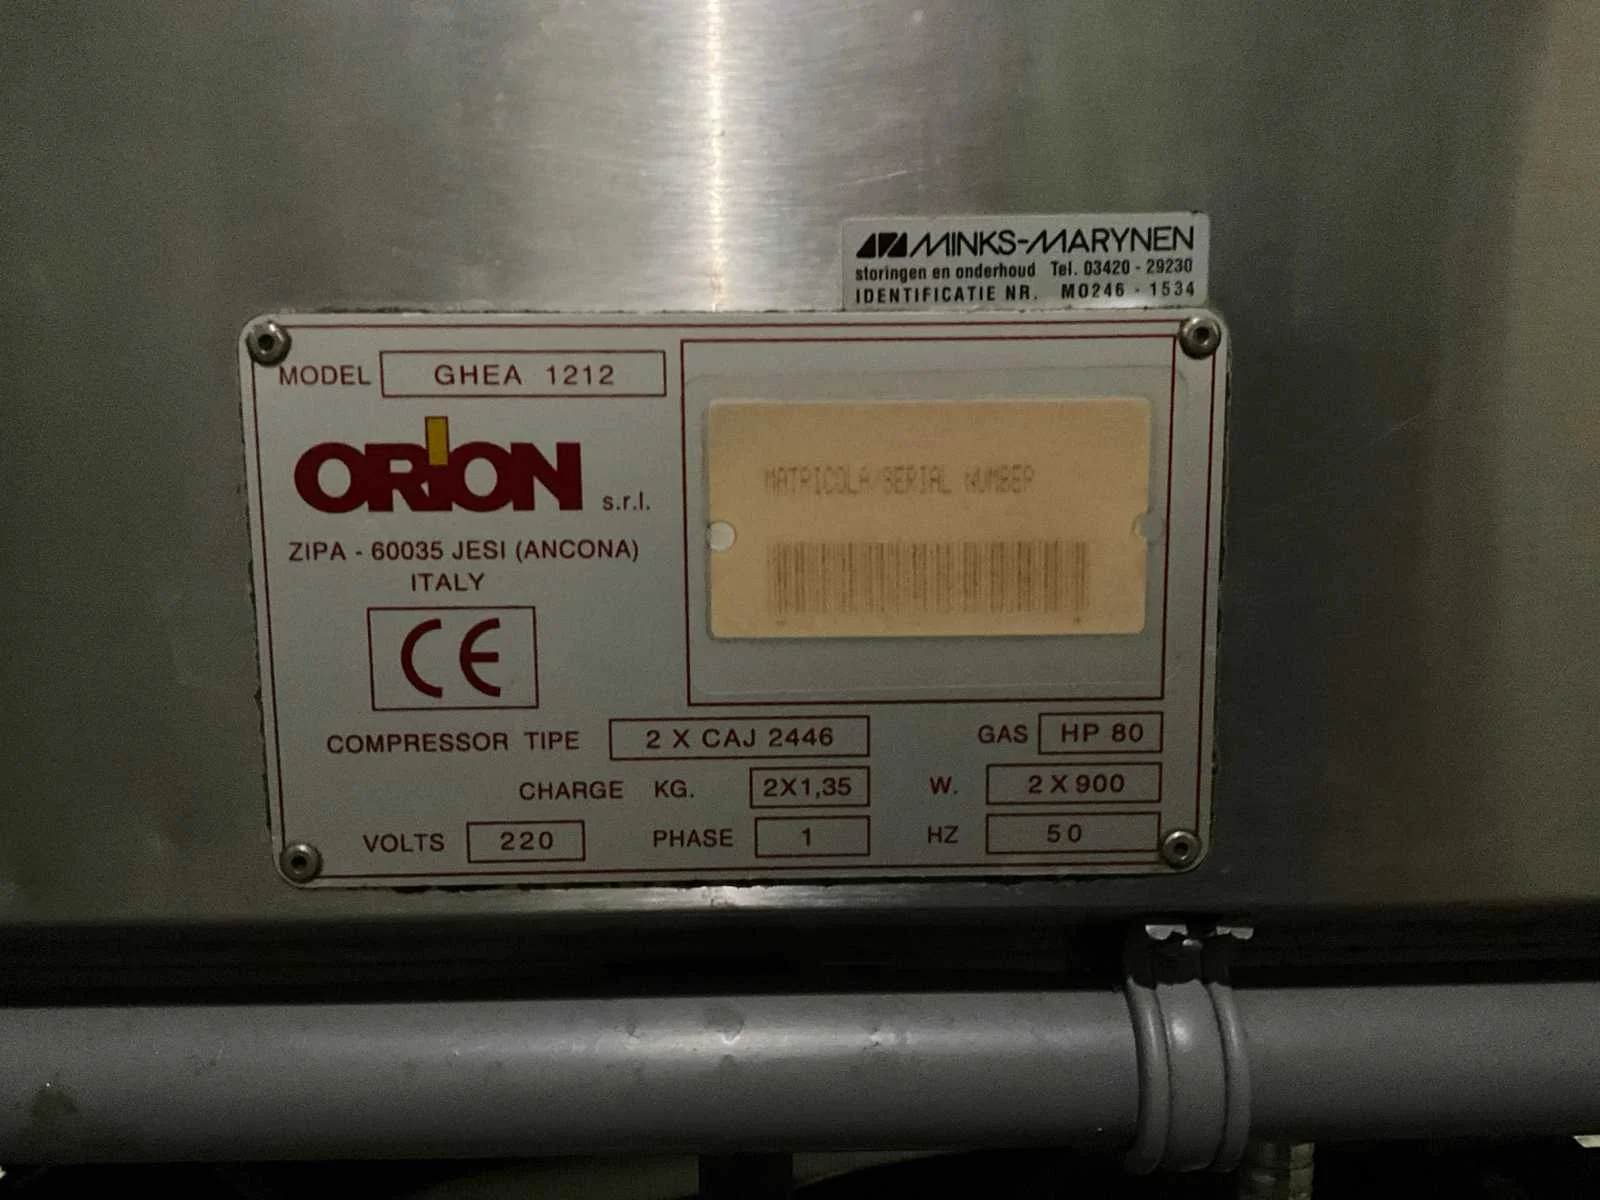 MINKS-MARYNEN
storingen en onderhoud Tel. 03420 - 29230
IDENTIFICATIE NR. M0246 - 1534
MODEL GHEA 1212
ORION s.r.l.
ZIPA - 60035 JESI (ANCONA)
ITALY
CE
MATRICOLA/SERIAL NUMBER
COMPRESSOR TIPE 2 X CAJ 2446 GAS HP 80
CHARGE KG. 2X1,35 W. 2 X 900
VOLTS 220 PHASE 1 HZ 50